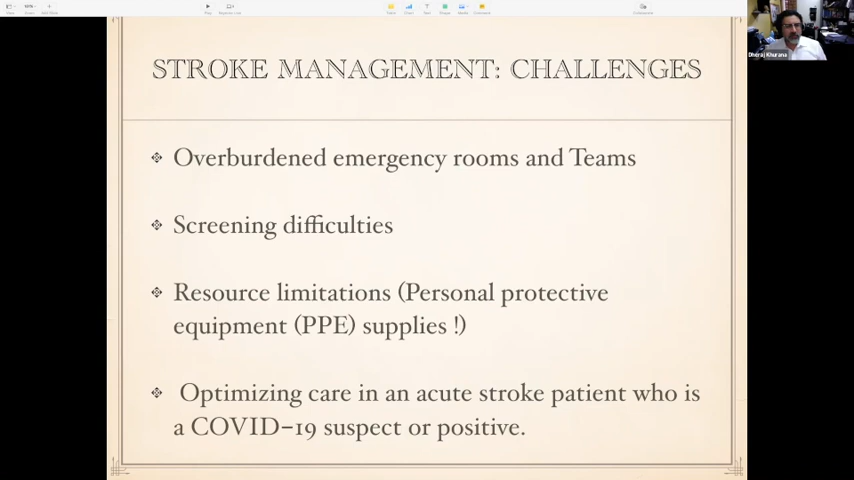 STROKE MANAGEMENT: CHALLENGES
Dheraj Khurana
Overburdened emergency rooms and Teams
Screening difficulties
Resource limitations (Personal protective
equipment (PPE) supplies !)
Optimizing care in an acute stroke patient who is
a COVID-19 suspect or positive.